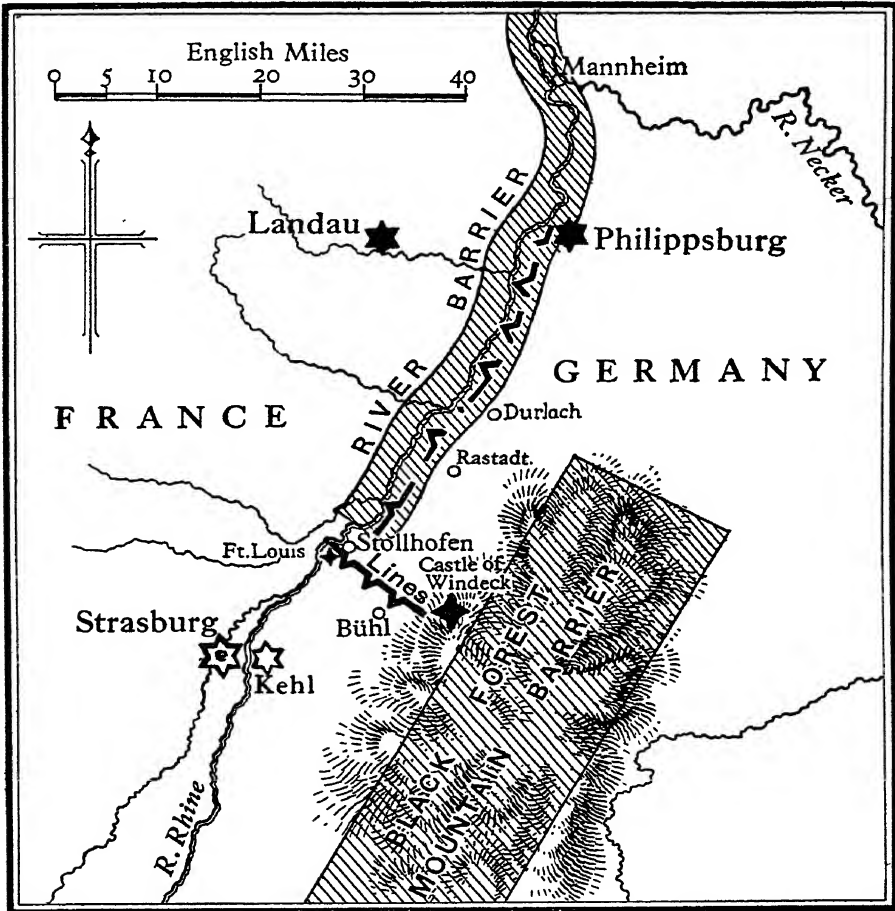 English Miles
0 5 10 20 30 40
Mannheim
R. Necker
Landau
Philippsburg
RIVER BARRIER
GERMANY
FRANCE
Durlach
Rastadt.
Ft. Louis
Stollhofen
Lines
Castle of
Windeck
Bühl
Strasburg
Kehl
BLACK FOREST
MOUNTAIN BARRIER
R. Rhine